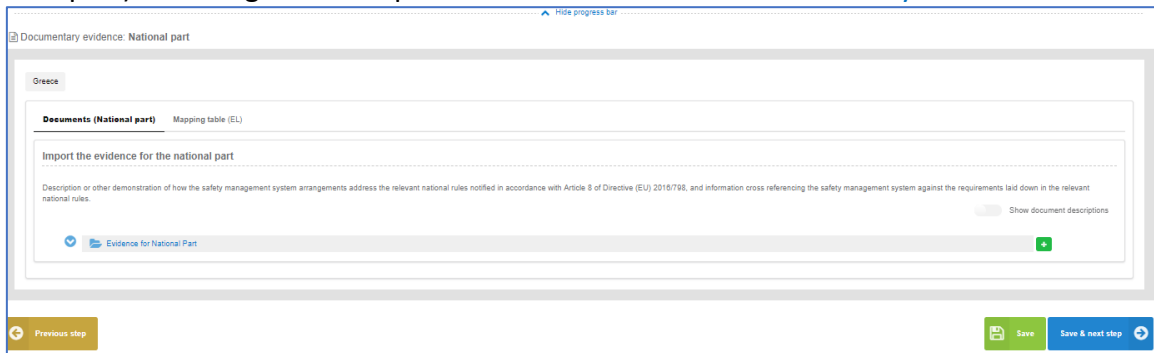 Hide progress bar
Documentary evidence: National part
Greece
Documents (National part) Mapping table (EL)
Import the evidence for the national part
Description or other demonstration of how the safety management system arrangements address the relevant national rules notified in accordance with Article 8 of Directive (EU) 2016/798, and information cross referencing the safety management system against the requirements laid down in the relevant
national rules.
Show document descriptions
Evidence for National Part
Previous step
Save
Save & next step